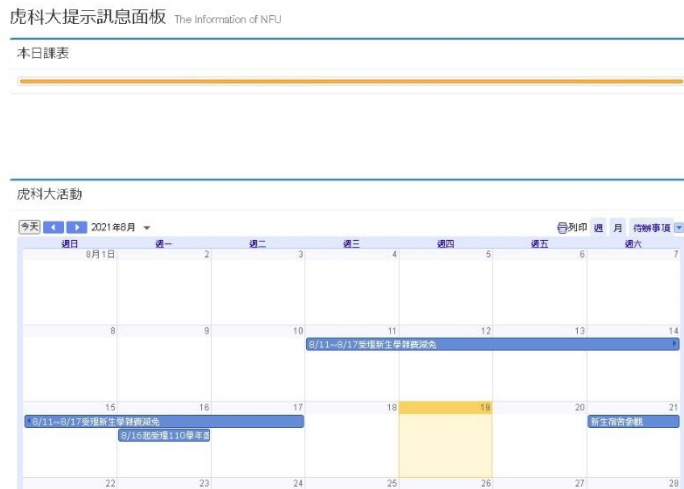 虎科大提示訊息面板 The Information of NFU
本日課表
虎科大活動
今天 2021年8月 列印 週 月 待辦事項
週日 週一 週二 週三 週四 週五 週六
8月1日 2 3 4 5 6 7
8 9 10 11 12 13 14
8/11~8/17受理新生學雜費減免
15 16 17 18 19 20 21
8/11~8/17受理新生學雜費減免 新生宿舍參觀
8/16起受理110學年度
22 23 24 25 26 27 28